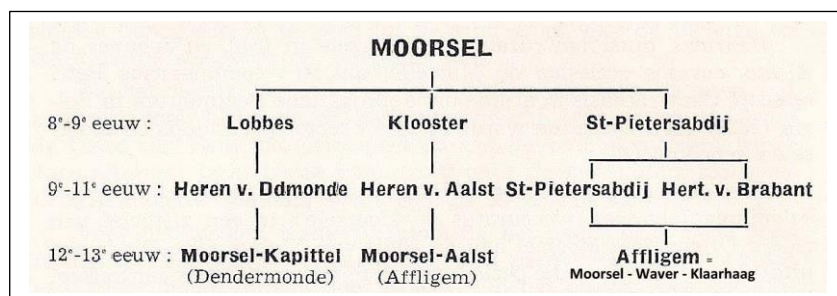 MOORSEL
8e-9e eeuw : Lobbes Klooster St-Pietersabdij
9e-11e eeuw : Heren v. Ddmonde Heren v. Aalst St-Pietersabdij Hert. v. Brabant
12e-13e eeuw : Moorsel-Kapittel Moorsel-Aalst Affligem =
(Dendermonde) (Affligem) Moorsel - Waver - Klaarhaag